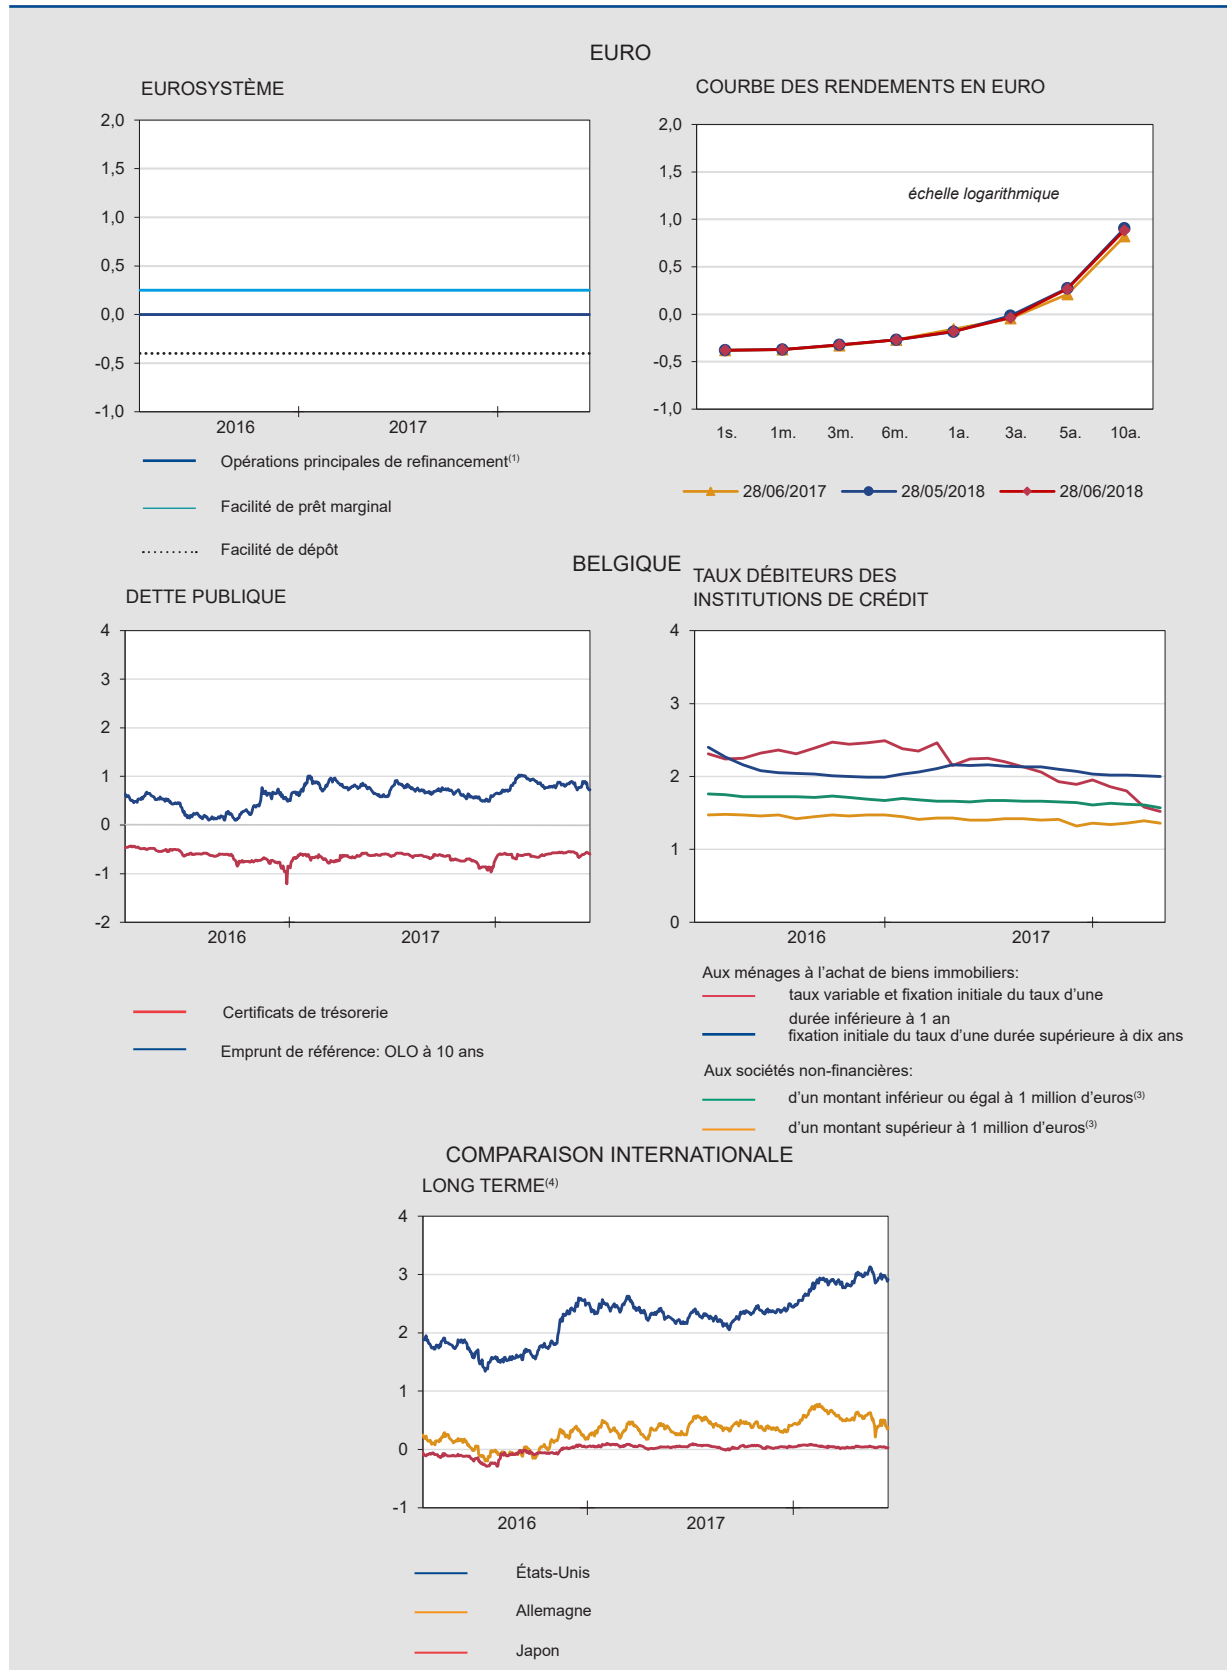 EURO
EUROSYSTÈME
2,0
1,5
1,0
0,5
0,0
-0,5
-1,0
2016 2017
Opérations principales de refinancement(1)
Facilité de prêt marginal
Facilité de dépôt
COURBE DES RENDEMENTS EN EURO
2,0
1,5
1,0
0,5
0,0
-0,5
-1,0
échelle logarithmique
1s. 1m. 3m. 6m. 1a. 3a. 5a. 10a.
28/06/2017 28/05/2018 28/06/2018
BELGIQUE
DETTE PUBLIQUE
4
3
2
1
0
-1
-2
2016 2017
Certificats de trésorerie
Emprunt de référence: OLO à 10 ans
TAUX DÉBITEURS DES
INSTITUTIONS DE CRÉDIT
4
3
2
1
0
2016 2017
Aux ménages à l'achat de biens immobiliers:
taux variable et fixation initiale du taux d'une
durée inférieure à 1 an
fixation initiale du taux d'une durée supérieure à dix ans
Aux sociétés non-financières:
d'un montant inférieur ou égal à 1 million d'euros(3)
d'un montant supérieur à 1 million d'euros(3)
COMPARAISON INTERNATIONALE
LONG TERME(4)
4
3
2
1
0
-1
2016 2017
États-Unis
Allemagne
Japon